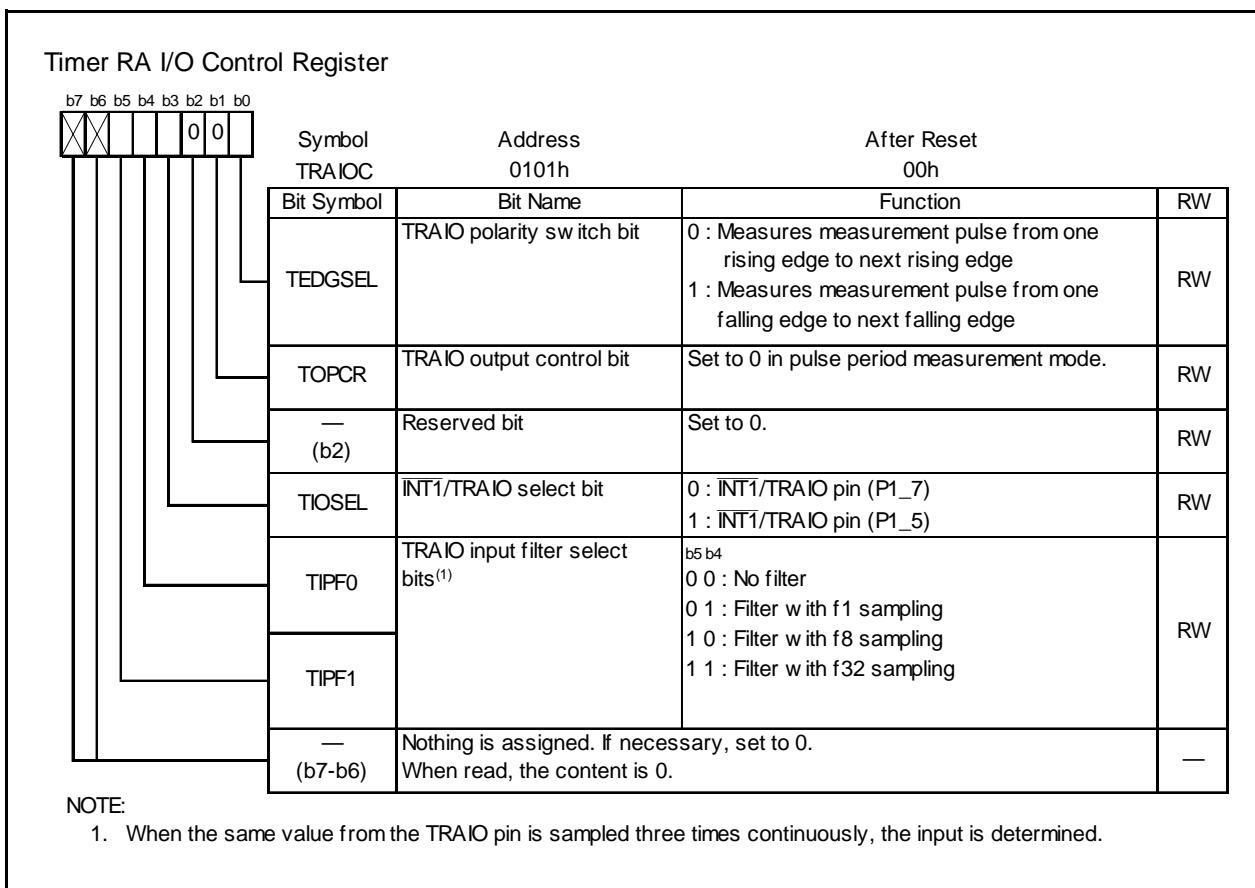 Timer RA I/O Control Register
b7 b6 b5 b4 b3 b2 b1 b0
0 0
Symbol Address After Reset
TRAIOC 0101h 00h
Bit Symbol Bit Name Function RW
TEDGSEL TRAIO polarity switch bit 0 : Measures measurement pulse from one
rising edge to next rising edge
1 : Measures measurement pulse from one
falling edge to next falling edge
RW
TOPCR TRAIO output control bit Set to 0 in pulse period measurement mode. RW
—
(b2) Reserved bit Set to 0. RW
TIOSEL I̅N̅T̅1̅/TRAIO select bit 0 : I̅N̅T̅1̅/TRAIO pin (P1_7)
1 : I̅N̅T̅1̅/TRAIO pin (P1_5)
RW
TIPF0 TRAIO input filter select
bits(1)
b5 b4
0 0 : No filter
0 1 : Filter with f1 sampling
1 0 : Filter with f8 sampling
1 1 : Filter with f32 sampling
RW
TIPF1
—
(b7-b6) Nothing is assigned. If necessary, set to 0.
When read, the content is 0.
—
NOTE:
1. When the same value from the TRAIO pin is sampled three times continuously, the input is determined.